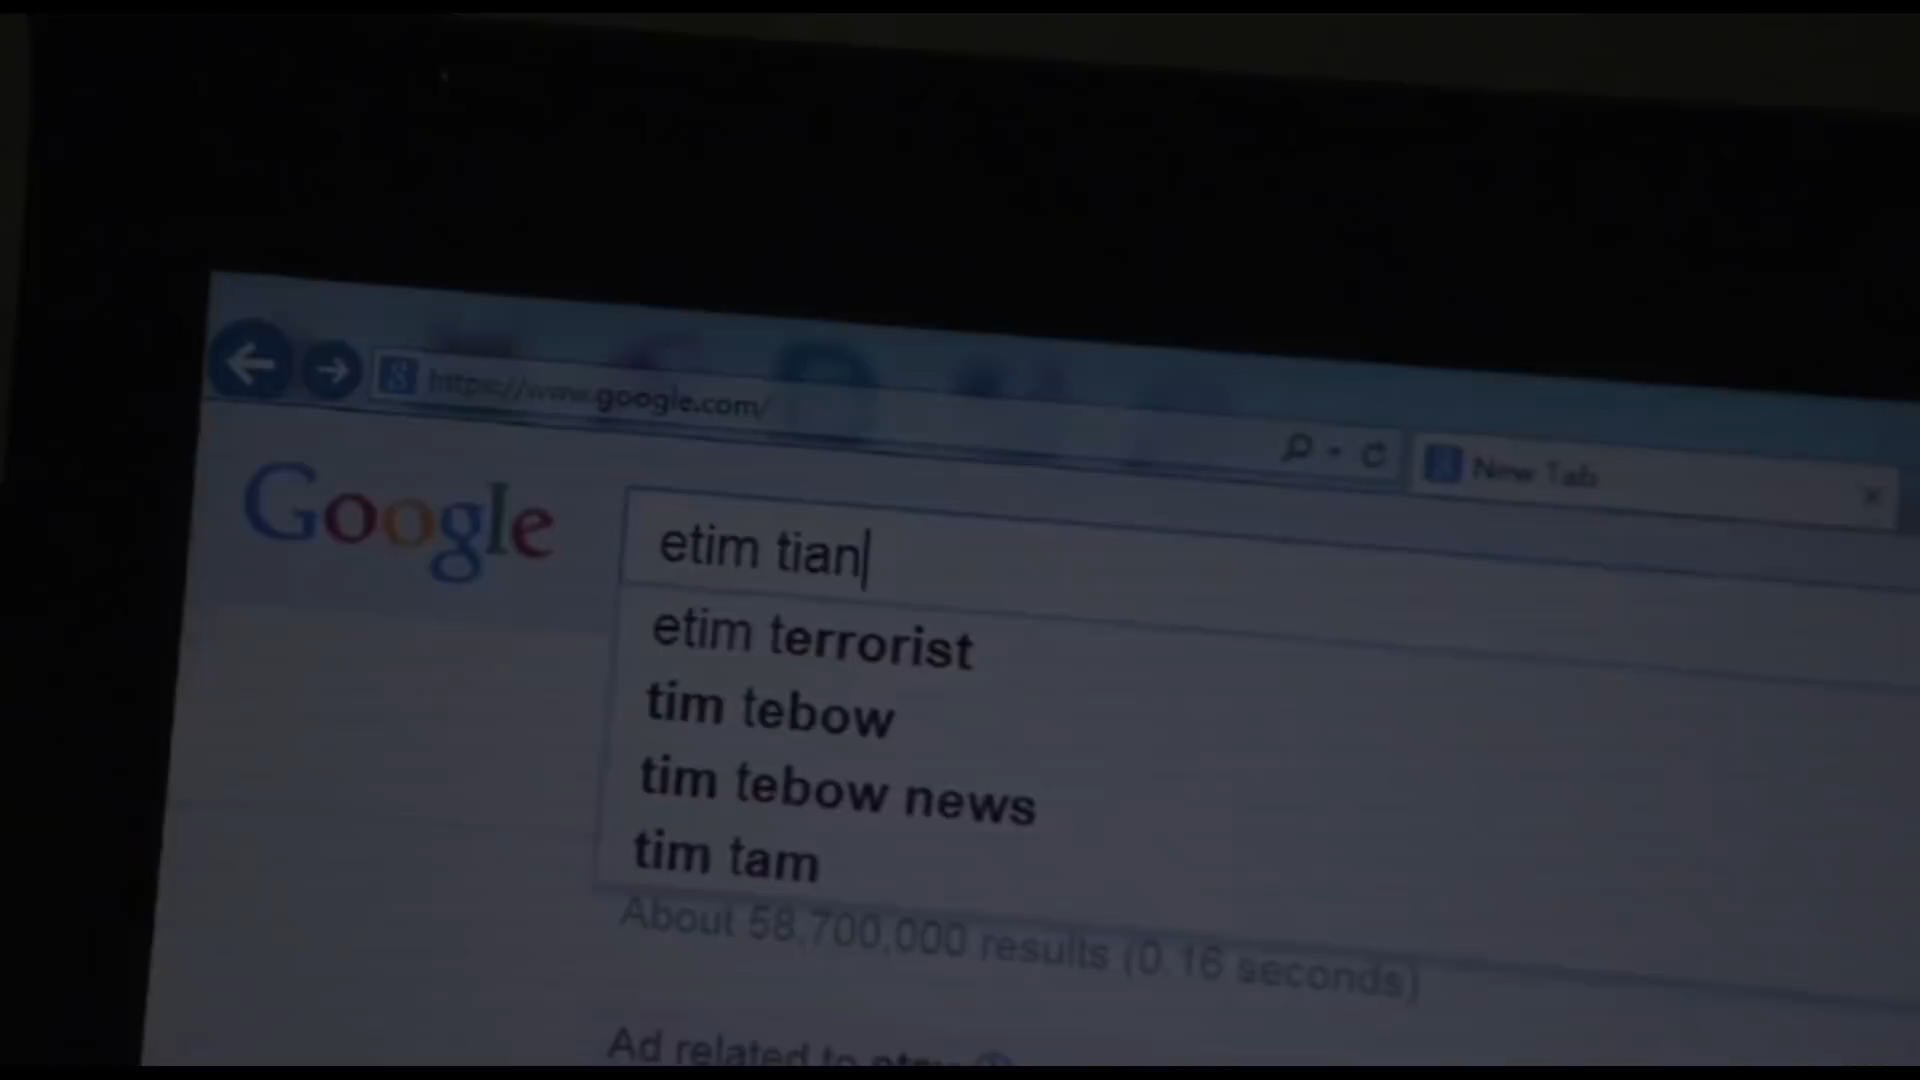 https://www.google.com/
New Tab
Google
etim tian
etim terrorist
tim tebow
tim tebow news
tim tam
About 58,700,000 results (0.16 seconds)
Ad related to